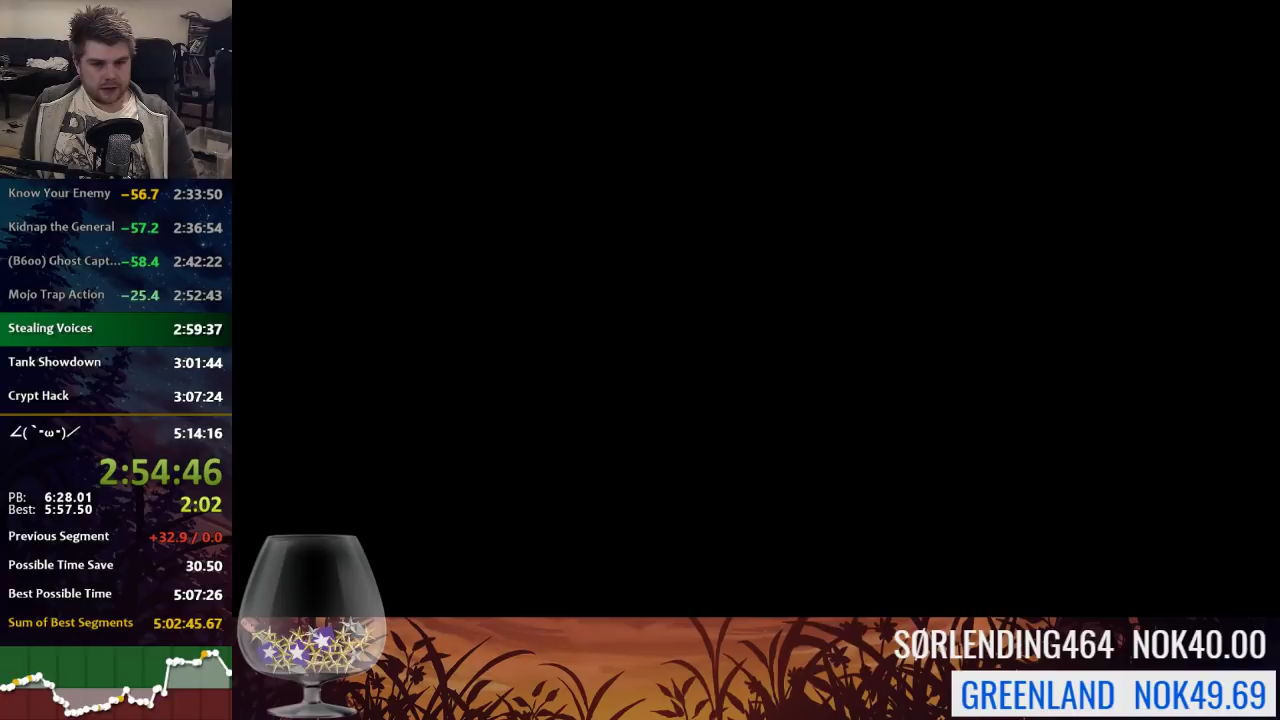 Know Your Enemy −56.7 2:33:50
Kidnap the General −57.2 2:36:54
(B6oo) Ghost Capt... −58.4 2:42:22
Mojo Trap Action −25.4 2:52:43
Stealing Voices 2:59:37
Tank Showdown 3:01:44
Crypt Hack 3:07:24
∠(｀-ω-)／ 5:14:16
2:54:46
PB: 6:28.01
Best: 5:57.50
2:02
Previous Segment +32.9 / 0.0
Possible Time Save 30.50
Best Possible Time 5:07:26
Sum of Best Segments 5:02:45.67
SØRLENDING464 NOK40.00
GREENLAND NOK49.69